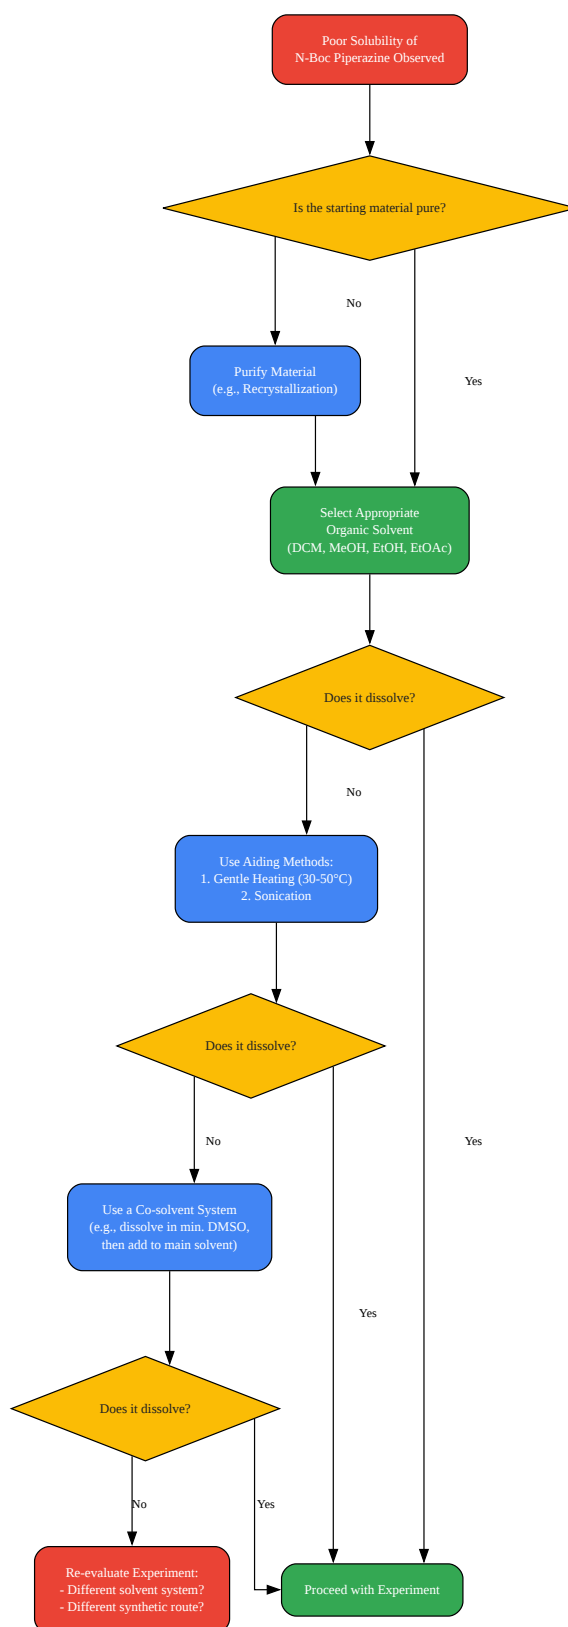 Poor Solubility of
N-Boc Piperazine Observed
Is the starting material pure?
No
Purify Material
(e.g., Recrystallization)
Yes
Select Appropriate
Organic Solvent
(DCM, MeOH, EtOH, EtOAc)
Does it dissolve?
No
Use Aiding Methods:
1. Gentle Heating (30-50°C)
2. Sonication
Does it dissolve?
No
Yes
Use a Co-solvent System
(e.g., dissolve in min. DMSO,
then add to main solvent)
Yes
Does it dissolve?
No
Yes
Re-evaluate Experiment:
- Different solvent system?
- Different synthetic route?
Proceed with Experiment